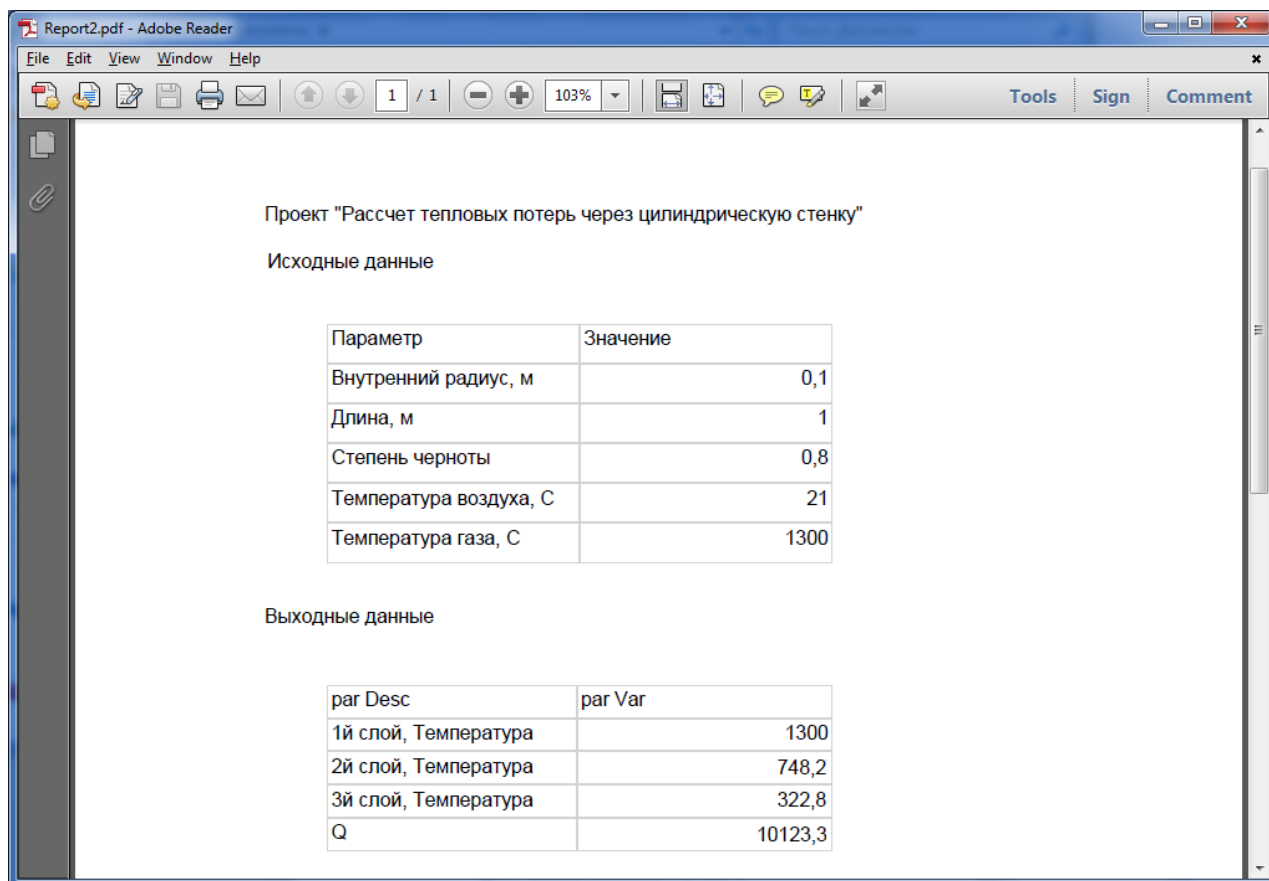 Report2.pdf - Adobe Reader
File Edit View Window Help
1 / 1 103% Tools Sign Comment
Проект "Рассчет тепловых потерь через цилиндрическую стенку"
Исходные данные
Параметр Значение
Внутренний радиус, м 0,1
Длина, м 1
Степень черноты 0,8
Температура воздуха, С 21
Температура газа, С 1300
Выходные данные
par Desc par Var
1й слой, Температура 1300
2й слой, Температура 748,2
3й слой, Температура 322,8
Q 10123,3